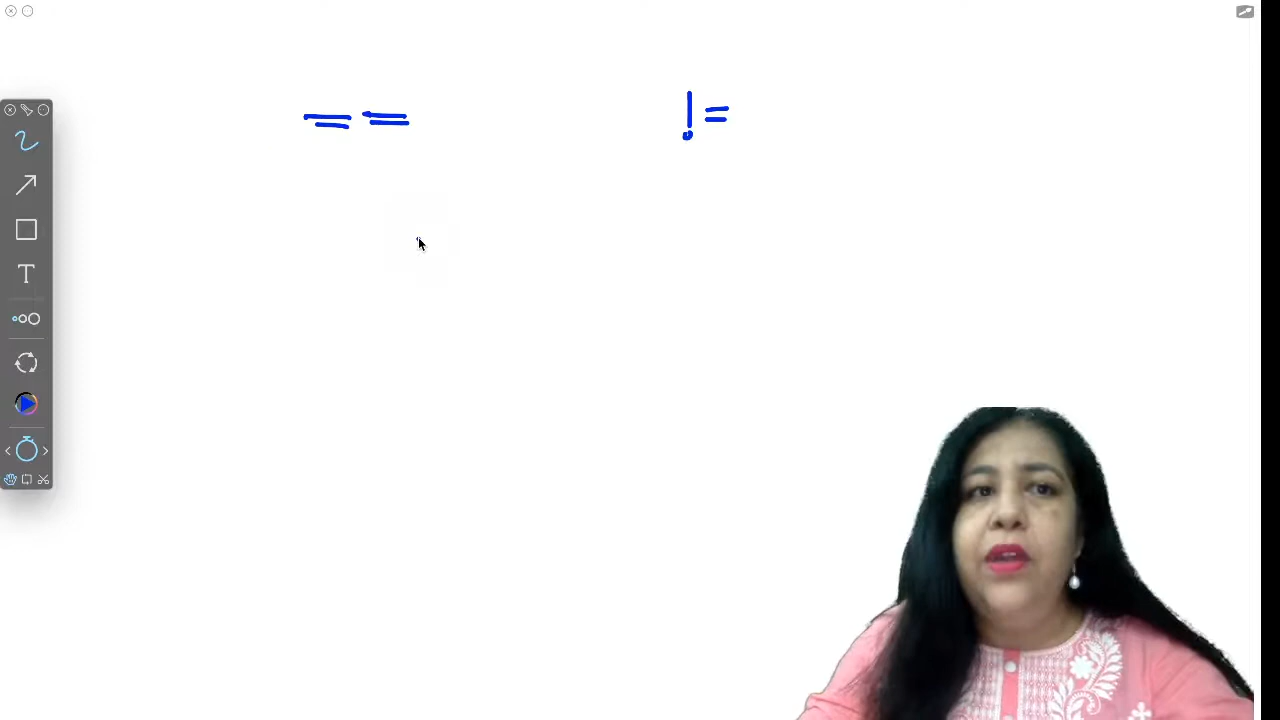 == !=